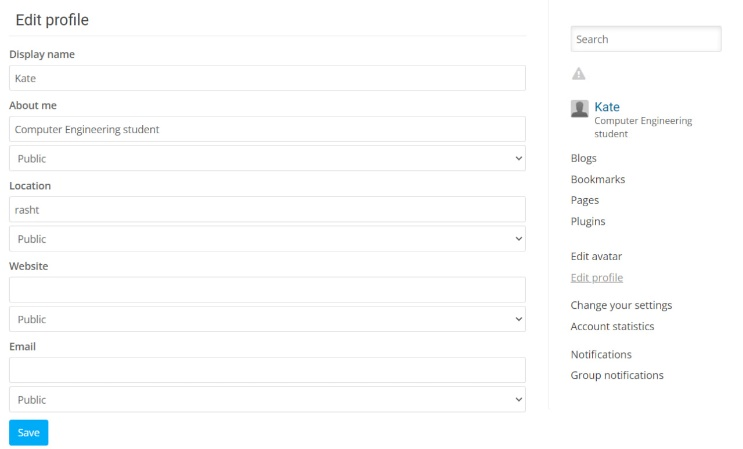 Edit profile
Display name
Kate
About me
Computer Engineering student
Public
Location
rasht
Public
Website
Public
Email
Public
Save
Search
Kate
Computer Engineering
student
Blogs
Bookmarks
Pages
Plugins
Edit avatar
Edit profile
Change your settings
Account statistics
Notifications
Group notifications